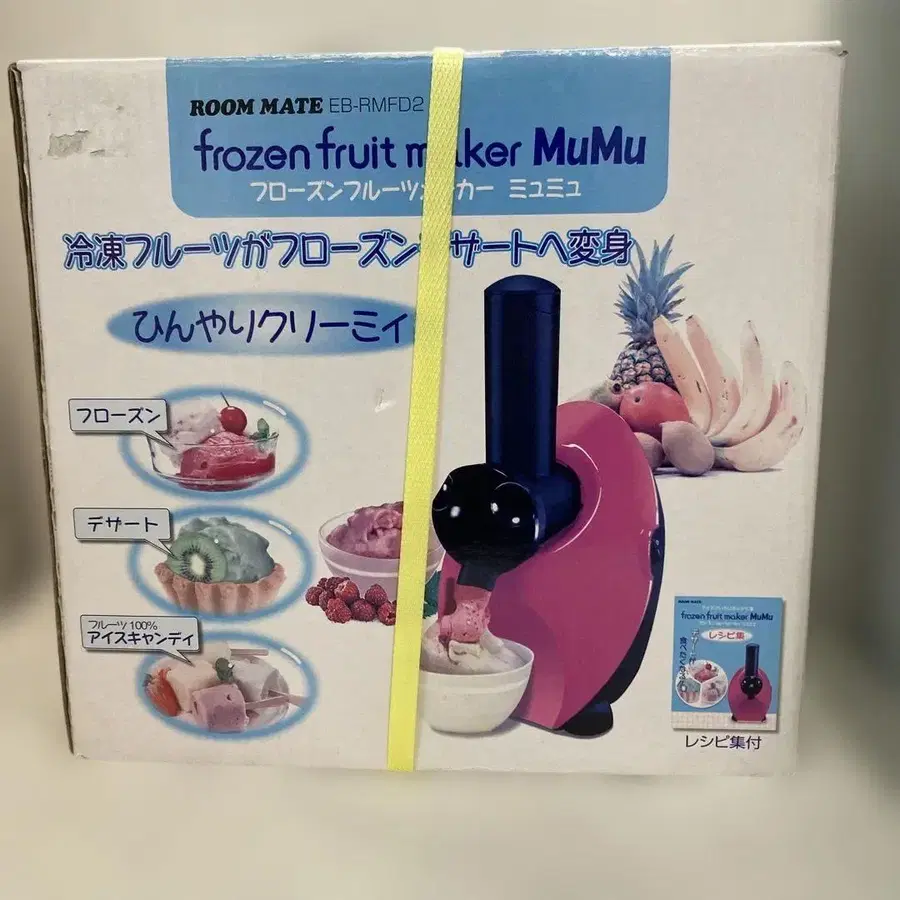 ROOM MATE EB-RMFD2
frozen fruit m ker MuMu
フローズンフルーツ カー ミュミュ
冷凍フルーツがフローズン サートへ変身
ひんやりクリーミィ
フローズン
デザート
フルーツ100%
アイスキャンディ
ROOM MATE
frozen fruit maker MuMu
レシピ集
レシピ集付